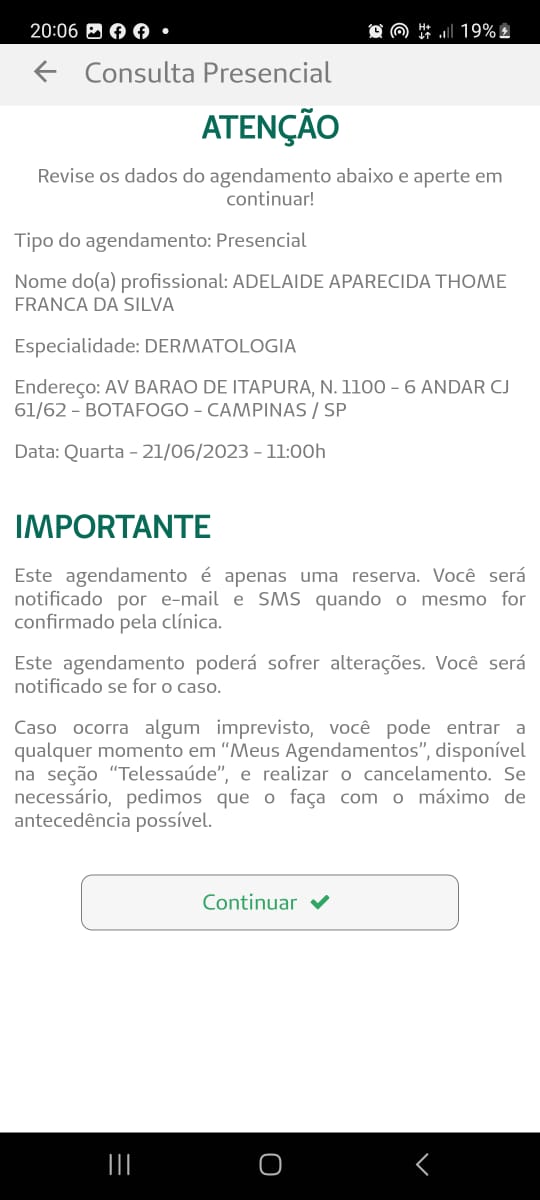 20:06
H+
19%
Consulta Presencial
ATENÇÃO
Revise os dados do agendamento abaixo e aperte em
continuar!
Tipo do agendamento: Presencial
Nome do(a) profissional: ADELAIDE APARECIDA THOME
FRANCA DA SILVA
Especialidade: DERMATOLOGIA
Endereço: AV BARAO DE ITAPURA, N. 1100 - 6 ANDAR CJ
61/62 - BOTAFOGO - CAMPINAS / SP
Data: Quarta - 21/06/2023 - 11:00h
IMPORTANTE
Este agendamento é apenas uma reserva. Você será
notificado por e-mail e SMS quando o mesmo for
confirmado pela clínica.
Este agendamento poderá sofrer alterações. Você será
notificado se for o caso.
Caso ocorra algum imprevisto, você pode entrar a
qualquer momento em “Meus Agendamentos”, disponível
na seção “Telessaúde”, e realizar o cancelamento. Se
necessário, pedimos que o faça com o máximo de
antecedência possível.
Continuar